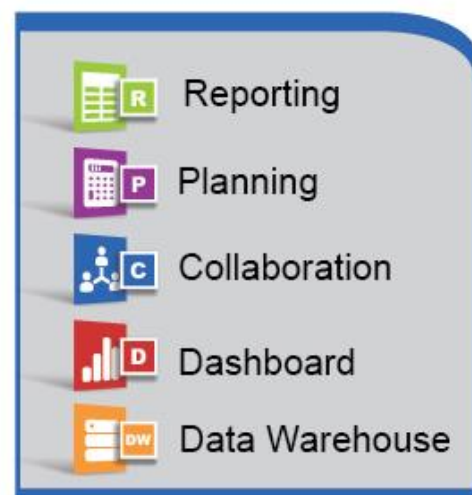 R Reporting
P Planning
C Collaboration
D Dashboard
DW Data Warehouse